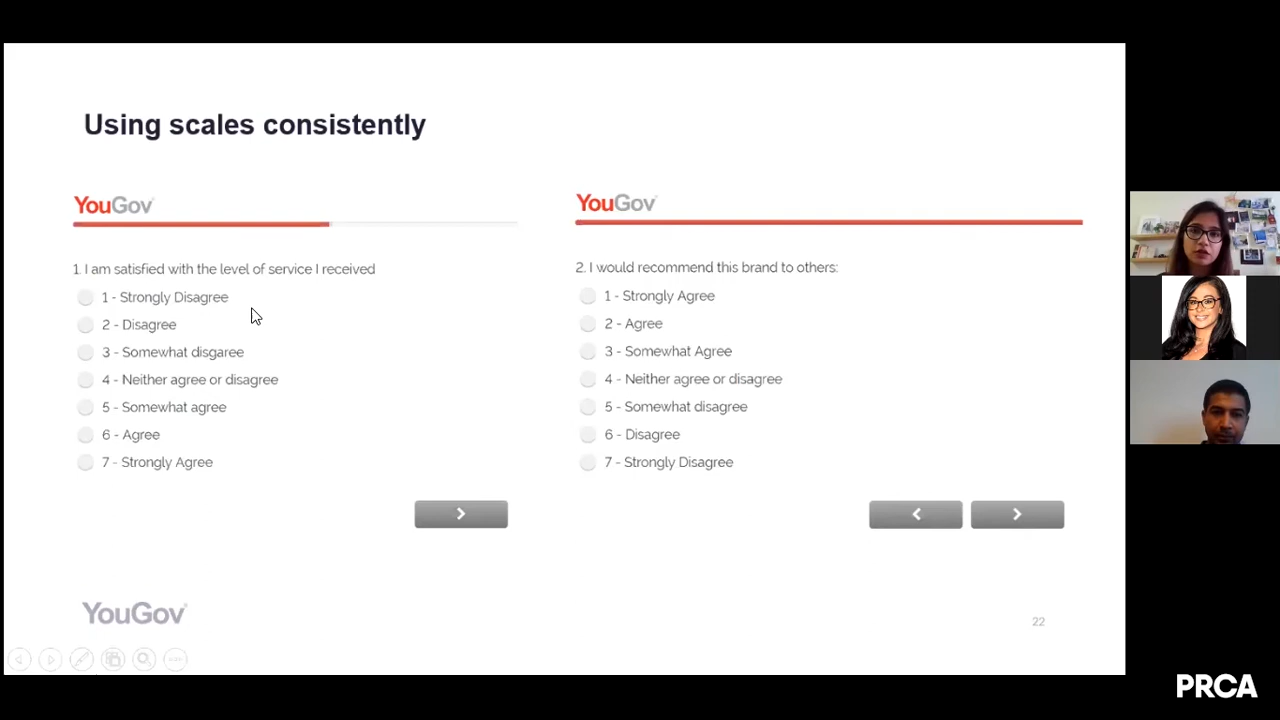 Using scales consistently
YouGov
1. I am satisfied with the level of service I received
1 - Strongly Disagree
2 - Disagree
3 - Somewhat disgaree
4 - Neither agree or disagree
5 - Somewhat agree
6 - Agree
7 - Strongly Agree
YouGov
2. I would recommend this brand to others:
1 - Strongly Agree
2 - Agree
3 - Somewhat Agree
4 - Neither agree or disagree
5 - Somewhat disagree
6 - Disagree
7 - Strongly Disagree
YouGov
22
PRCA